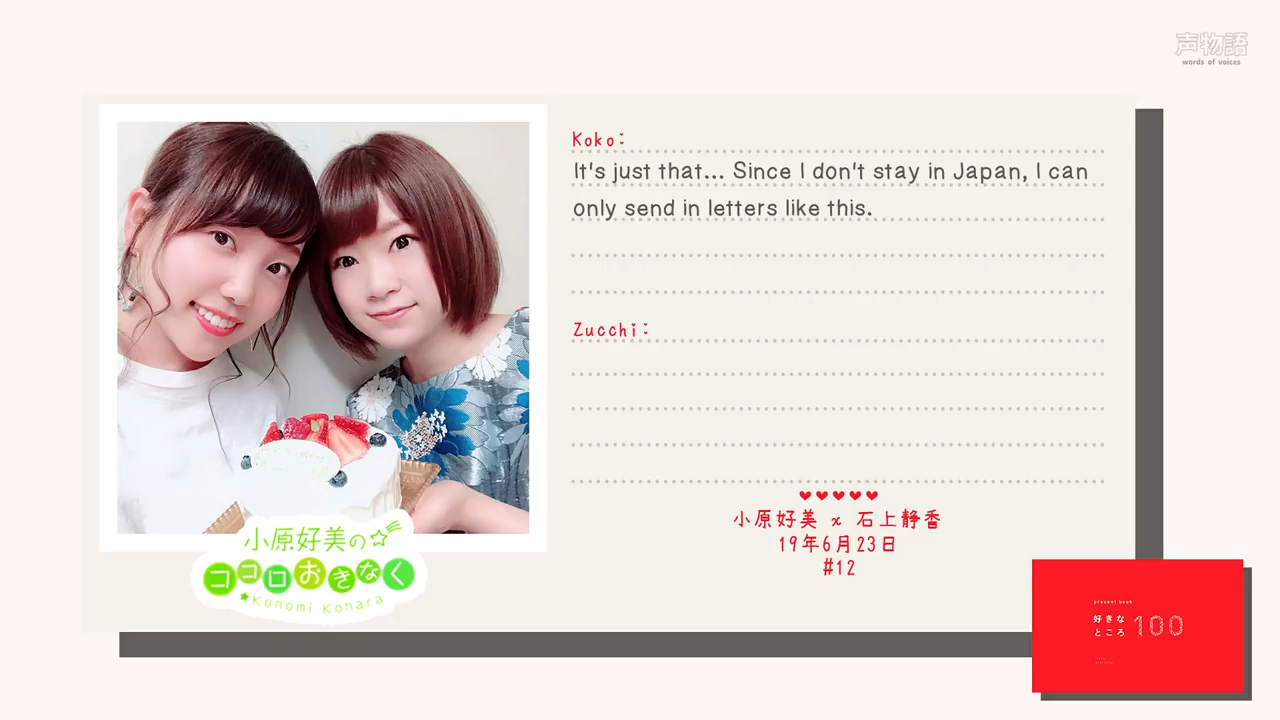 声物語
words of voices
Koko:
It's just that... Since I don't stay in Japan, I can
only send in letters like this.
Zucchi:
小原好美 x 石上静香
19年6月23日
#12
小原好美の
ココロおきなく
Konomi Kohara
present book
好きな
ところ 100